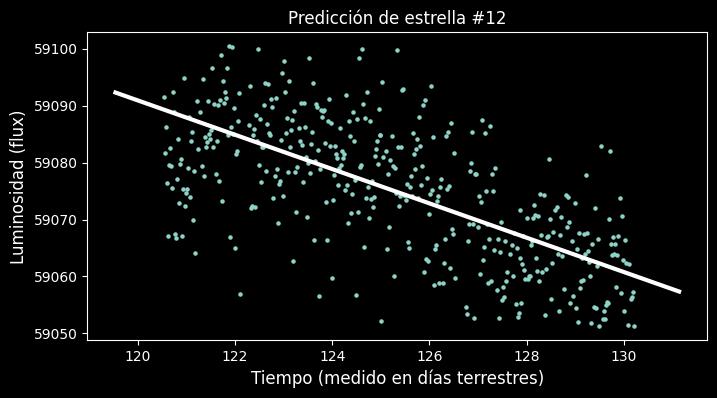 Predicción de estrella #12
Luminosidad (flux)
59100
59090
59080
59070
59060
59050
120 122 124 126 128 130
Tiempo (medido en días terrestres)